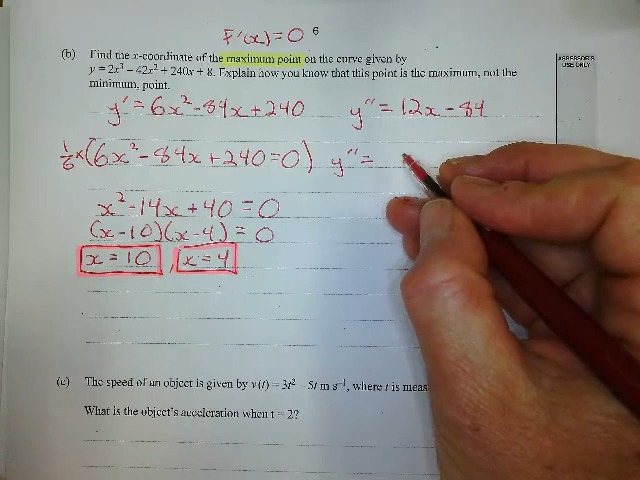 F'(x) = 0
6
(b) Find the x-coordinate of the maximum point on the curve given by
y = 2x³ – 42x² + 240x + 8. Explain how you know that this point is the maximum, not the
minimum, point.
ASSESSOR'S
USE ONLY
y' = 6x² - 84x + 240 y'' = 12x - 84
1/6 × (6x² - 84x + 240 = 0) y'' =
x² - 14x + 40 = 0
(x - 10)(x - 4) = 0
x = 10 , x = 4
(c) The speed of an object is given by v(t) = 3t² – 5t m s⁻¹, where t is meas
What is the object's acceleration when t = 2?